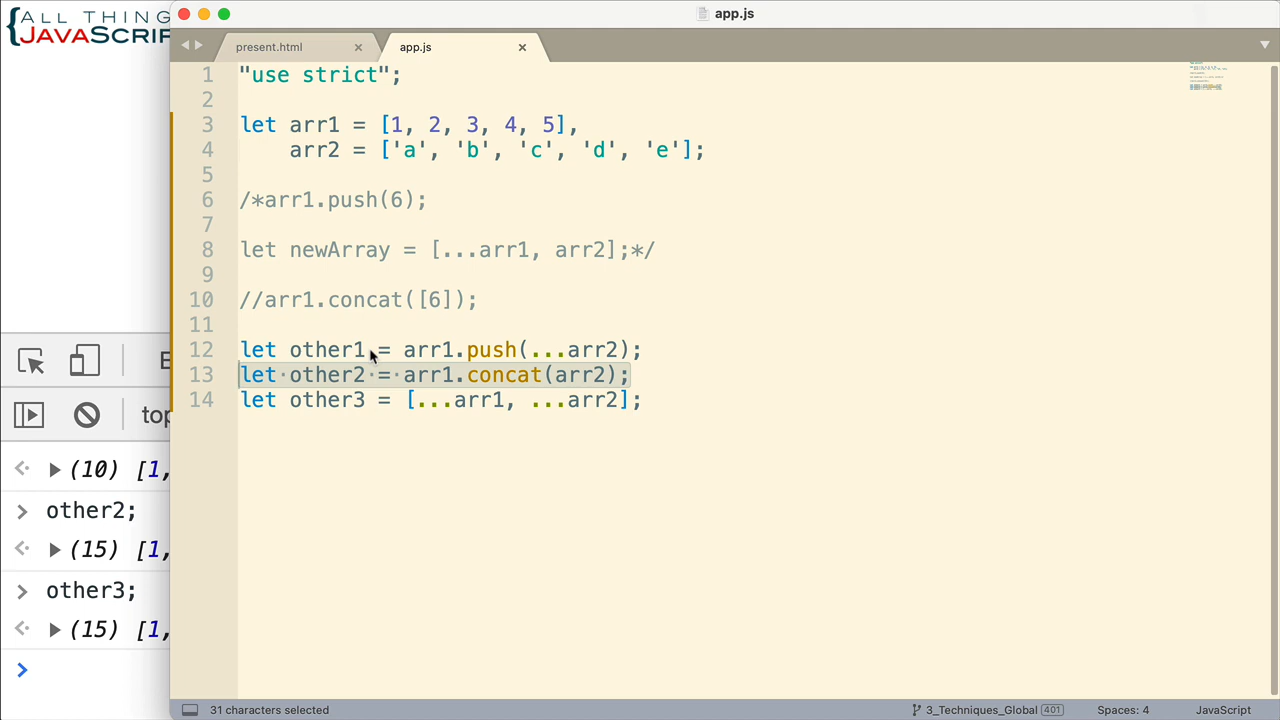 {ALL THING
JAVASCRIP
app.js
present.html ×
app.js ×
1 "use strict";
2
3 let arr1 = [1, 2, 3, 4, 5],
4 arr2 = ['a', 'b', 'c', 'd', 'e'];
5
6 /*arr1.push(6);
7
8 let newArray = [...arr1, arr2];*/
9
10 //arr1.concat([6]);
11
12 let other1 = arr1.push(...arr2);
13 let other2 = arr1.concat(arr2);
14 let other3 = [...arr1, ...arr2];
E
top
(10) [1,
> other2;
(15) [1,
> other3;
(15) [1,
>
31 characters selected
3_Techniques_Global 401
Spaces: 4
JavaScript